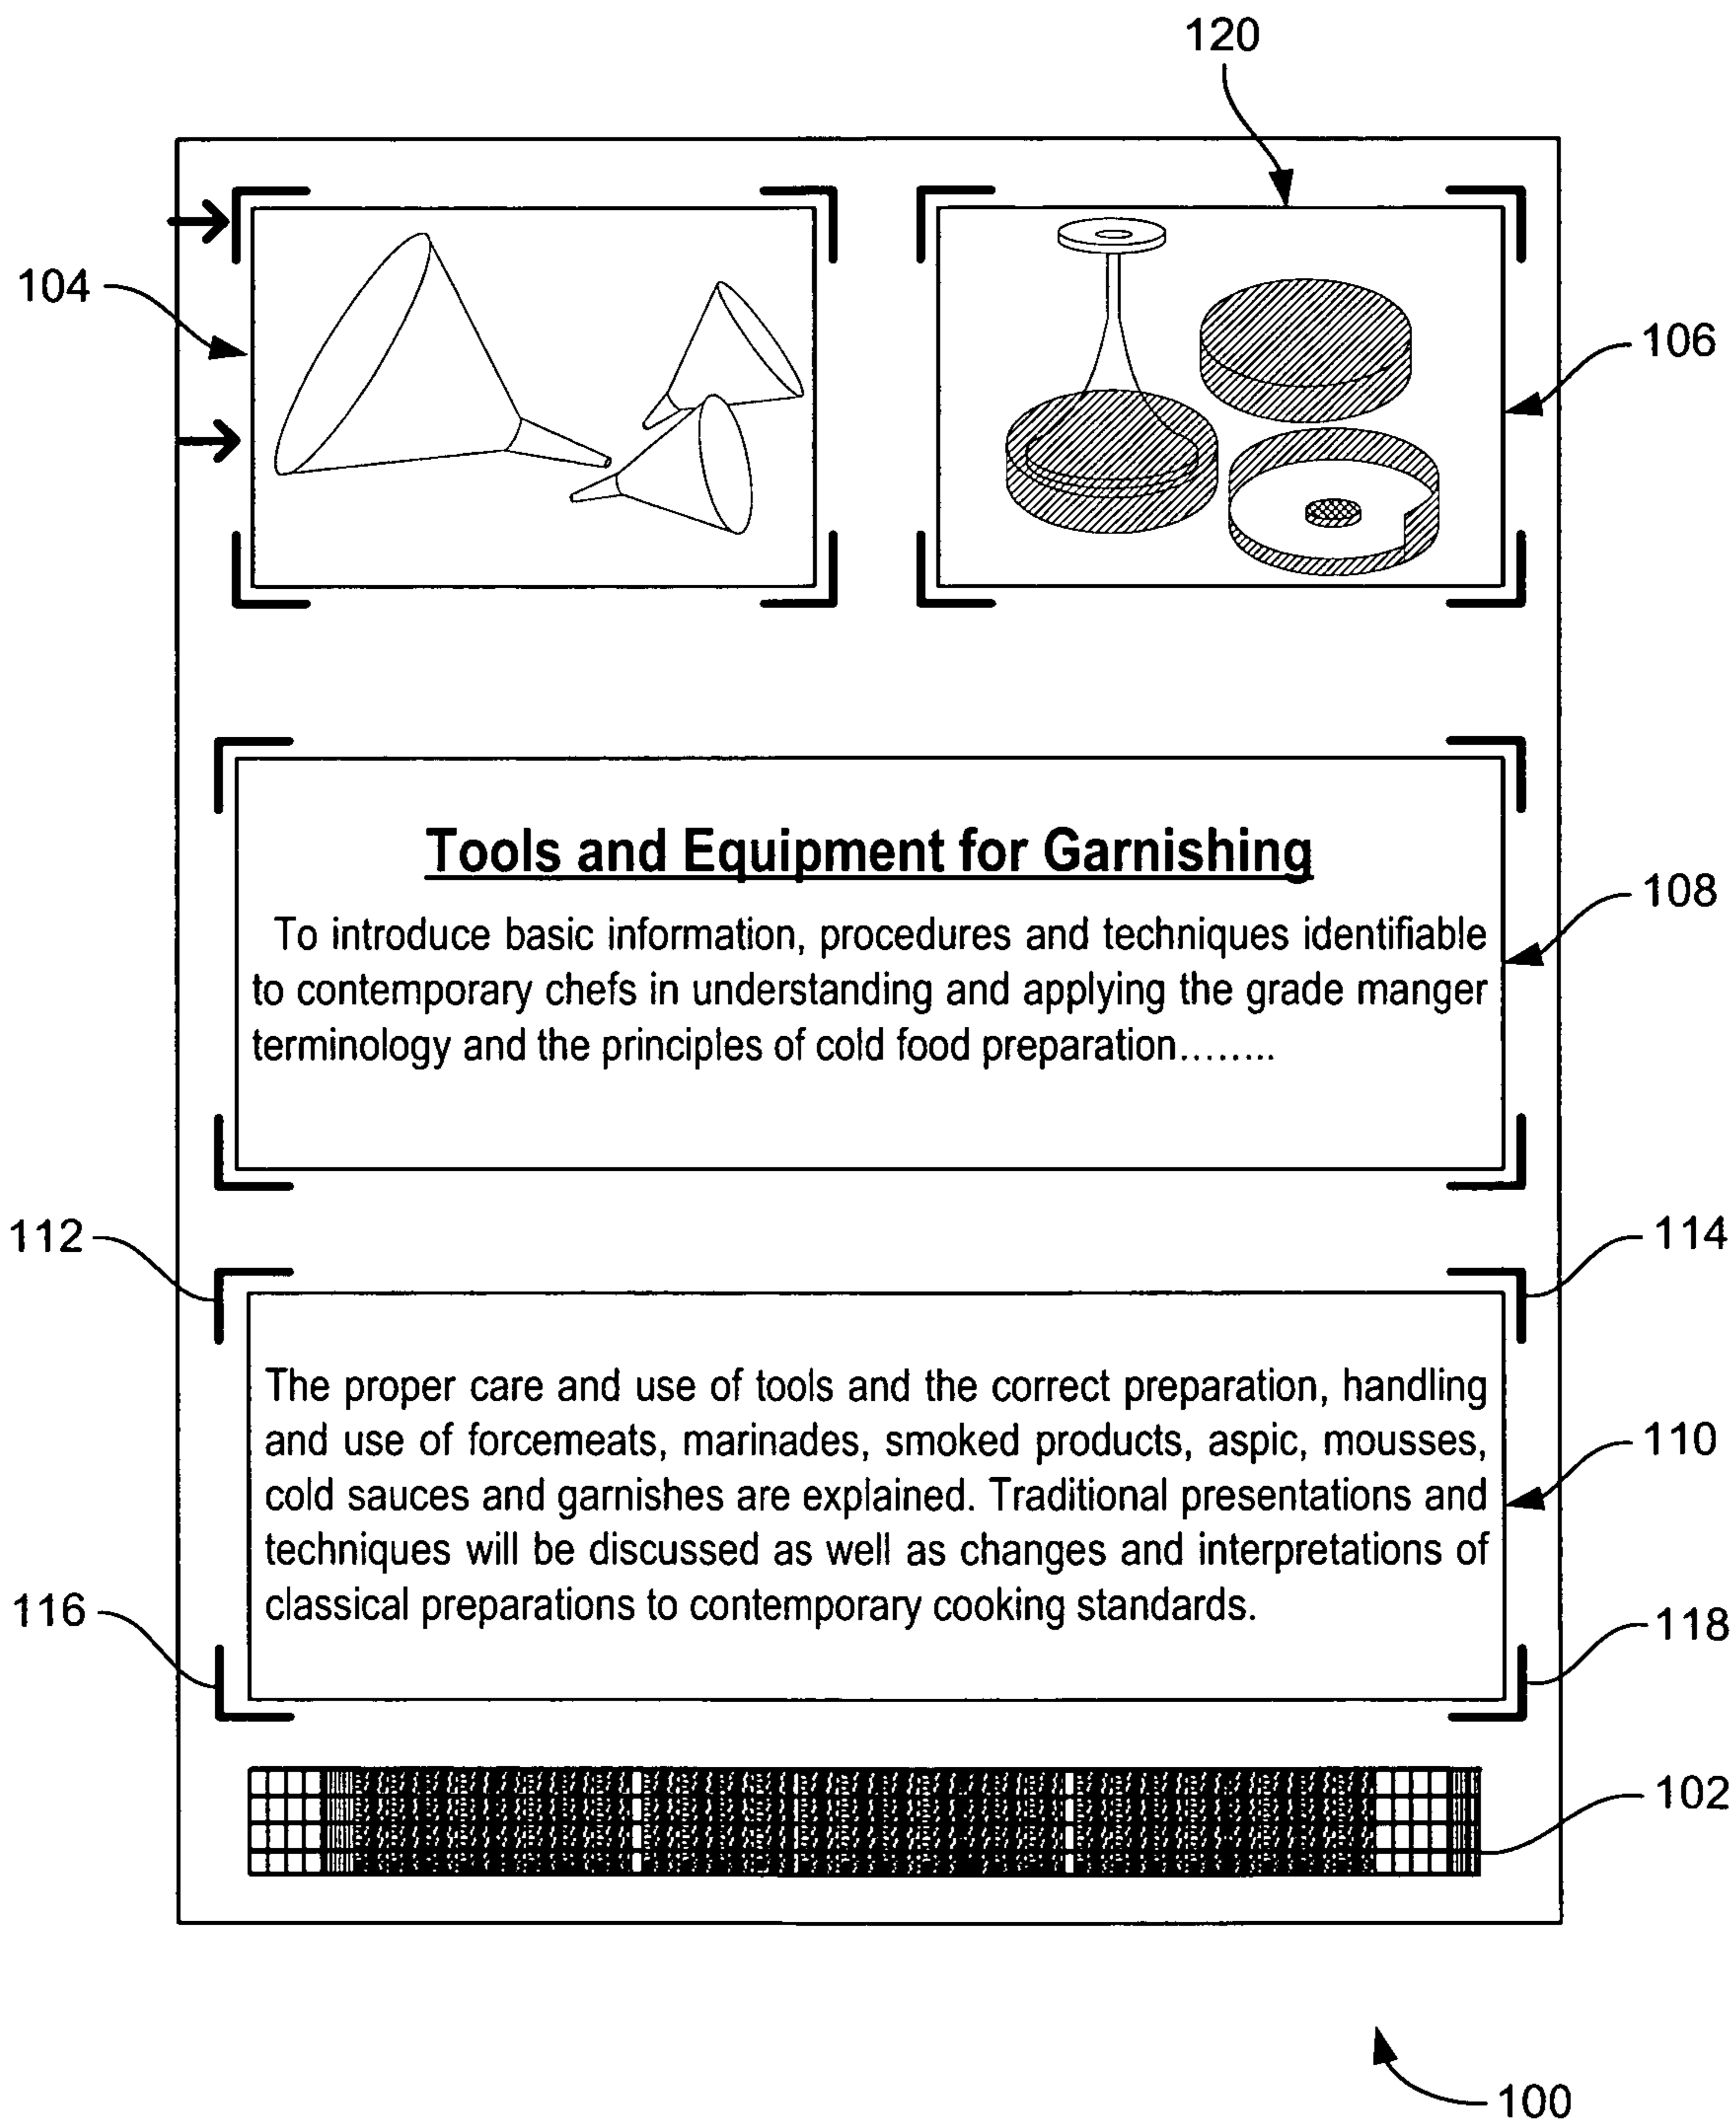 120
104
106
Tools and Equipment for Garnishing
108
To introduce basic information, procedures and techniques identifiable
to contemporary chefs in understanding and applying the grade manger
terminology and the principles of cold food preparation........
112
114
The proper care and use of tools and the correct preparation, handling
and use of forcemeats, marinades, smoked products, aspic, mousses,
110
cold sauces and garnishes are explained. Traditional presentations and
techniques will be discussed as well as changes and interpretations of
classical preparations to contemporary cooking standards.
116
118
102
100